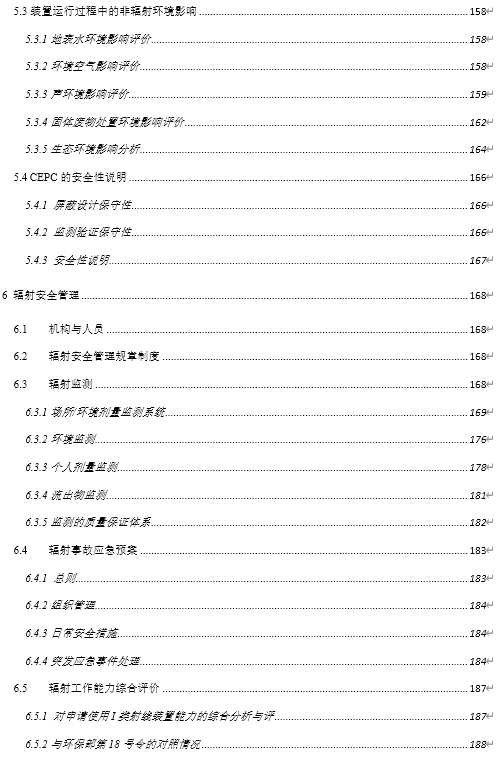 5.3 装置运行过程中的非辐射环境影响 158
5.3.1 地表水环境影响评价 158
5.3.2 环境空气影响评价 158
5.3.3 声环境影响评价 159
5.3.4 固体废物处置环境影响评价 162
5.3.5 生态环境影响分析 164
5.4 CEPC 的安全性说明 166
5.4.1 屏蔽设计保守性 166
5.4.2 监测验证保守性 166
5.4.3 安全性说明 167
6 辐射安全管理 168
6.1 机构与人员 168
6.2 辐射安全管理规章制度 168
6.3 辐射监测 168
6.3.1 场所/环境剂量监测系统 169
6.3.2 环境监测 176
6.3.3 个人剂量监测 178
6.3.4 流出物监测 181
6.3.5 监测的质量保证体系 182
6.4 辐射事故应急预案 183
6.4.1 总则 183
6.4.2 组织管理 184
6.4.3 日常安全措施 184
6.4.4 突发应急事件处理 184
6.5 辐射工作能力综合评价 187
6.5.1 对申请使用 I 类射线装置能力的综合分析与评 187
6.5.2 与环保部第 18 号令的对照情况 188